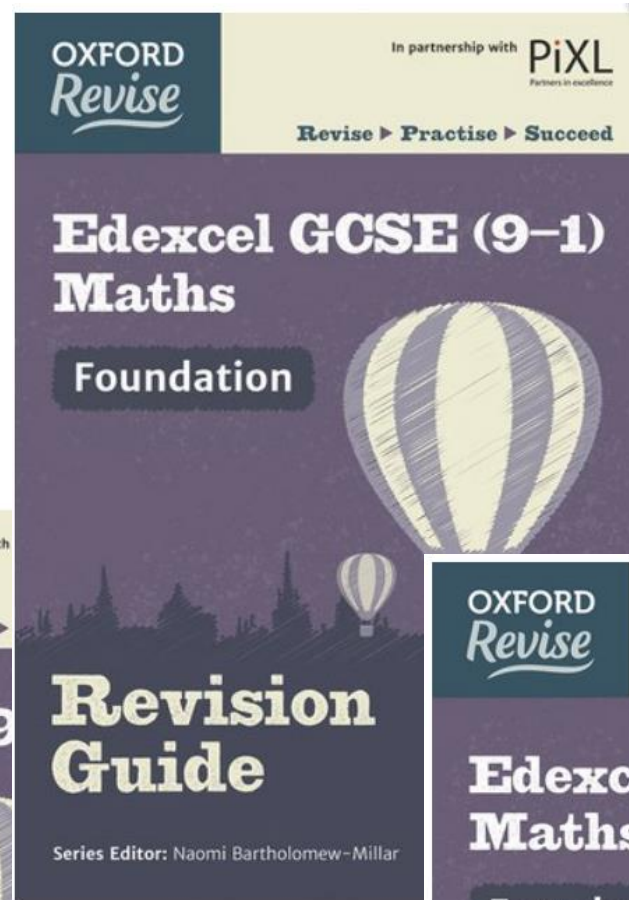 OXFORD
Revise
In partnership with PiXL
Partners in excellence
Revise ▶ Practise ▶ Succeed
Edexcel GCSE (9–1)
Maths
Foundation
Revision
Guide
Series Editor: Naomi Bartholomew-Millar
OXFORD
Revise
Maths